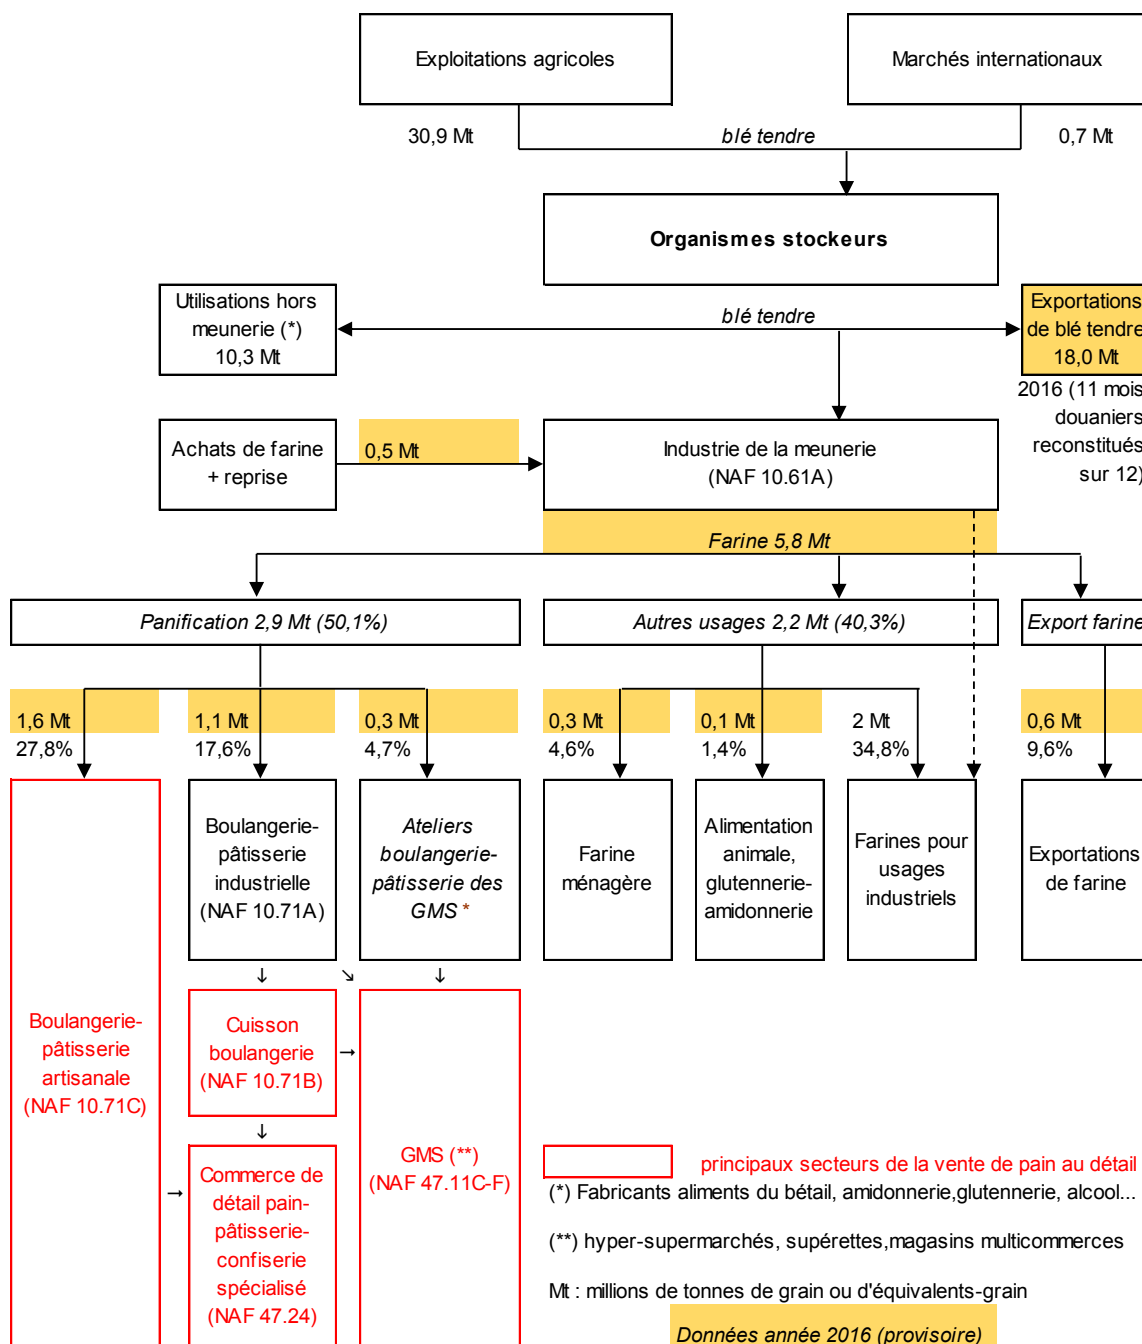 Exploitations agricoles
Marchés internationaux
30,9 Mt
blé tendre
0,7 Mt
Organismes stockeurs
Utilisations hors
meunerie (*)
10,3 Mt
blé tendre
Exportations
de blé tendre
18,0 Mt
2016 (11 mois
douaniers
reconstitués
sur 12)
Achats de farine
+ reprise
0,5 Mt
Industrie de la meunerie
(NAF 10.61A)
Farine 5,8 Mt
Panification 2,9 Mt (50,1%)
Autres usages 2,2 Mt (40,3%)
Export farine
1,6 Mt
27,8%
1,1 Mt
17,6%
0,3 Mt
4,7%
0,3 Mt
4,6%
0,1 Mt
1,4%
2 Mt
34,8%
0,6 Mt
9,6%
Boulangerie-
pâtisserie
industrielle
(NAF 10.71A)
Ateliers
boulangerie-
pâtisserie des
GMS *
Farine
ménagère
Alimentation
animale,
glutennerie-
amidonnerie
Farines pour
usages
industriels
Exportations
de farine
Boulangerie-
pâtisserie
artisanale
(NAF 10.71C)
Cuisson
boulangerie
(NAF 10.71B)
GMS (**)
(NAF 47.11C-F)
Commerce de
détail pain-
pâtisserie-
confiserie
spécialisé
(NAF 47.24)
principaux secteurs de la vente de pain au détail
(*) Fabricants aliments du bétail, amidonnerie,glutennerie, alcool...
(**) hyper-supermarchés, supérettes,magasins multicommerces
Mt : millions de tonnes de grain ou d'équivalents-grain
Données année 2016 (provisoire)